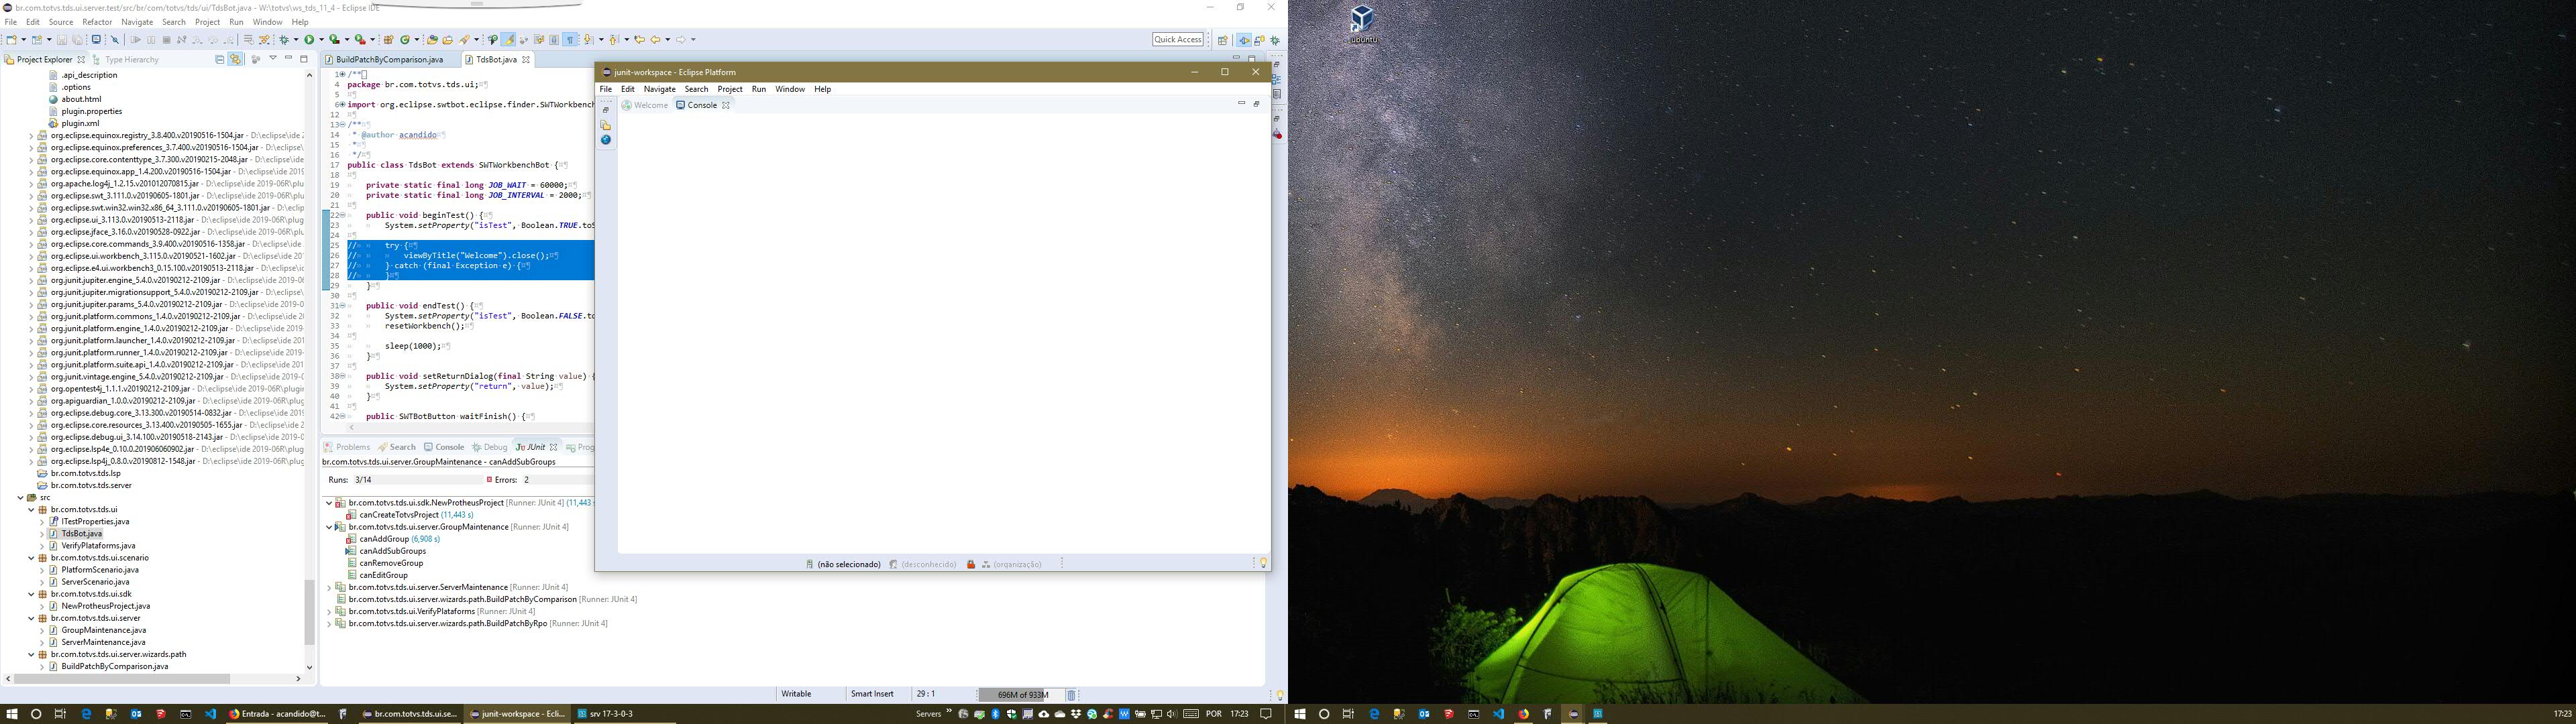 br.com.totvs.tds.ui.server.test/src/br/com/totvs/tds/ui/TdsBot.java - W:\totvs\ws_tds_11_4 - Eclipse IDE
File Edit Source Refactor Navigate Search Project Run Window Help
Quick Access
Project Explorer Type Hierarchy
.api_description
.options
about.html
plugin.properties
plugin.xml
org.eclipse.equinox.registry_3.8.400.v20190516-1504.jar - D:\eclipse\ide 2
org.eclipse.equinox.preferences_3.7.400.v20190516-1504.jar - D:\eclipse
org.eclipse.core.contenttype_3.7.300.v20190215-2048.jar - D:\eclipse\ide
org.eclipse.equinox.app_1.4.200.v20190516-1504.jar - D:\eclipse\ide 2019
org.apache.log4j_1.2.15.v201012070815.jar - D:\eclipse\ide 2019-06R\plu
org.eclipse.swt_3.111.0.v20190605-1801.jar - D:\eclipse\ide 2019-06R\plu
org.eclipse.swt.win32.win32.x86_64_3.111.0.v20190605-1801.jar - D:\eclip
org.eclipse.ui_3.113.0.v20190513-2118.jar - D:\eclipse\ide 2019-06R\plug
org.eclipse.jface_3.16.0.v20190528-0922.jar - D:\eclipse\ide 2019-06R\plu
org.eclipse.core.commands_3.9.400.v20190516-1358.jar - D:\eclipse\ide
org.eclipse.ui.workbench_3.115.0.v20190521-1602.jar - D:\eclipse\ide 201
org.eclipse.e4.ui.workbench3_0.15.100.v20190513-2118.jar - D:\eclipse\id
org.junit.jupiter.engine_5.4.0.v20190212-2109.jar - D:\eclipse\ide 2019-0
org.junit.jupiter.migrationsupport_5.4.0.v20190212-2109.jar - D:\eclipse\
org.junit.jupiter.params_5.4.0.v20190212-2109.jar - D:\eclipse\ide 2019-0
org.junit.platform.commons_1.4.0.v20190212-2109.jar - D:\eclipse\ide 20
org.junit.platform.engine_1.4.0.v20190212-2109.jar - D:\eclipse\ide 2019-
org.junit.platform.launcher_1.4.0.v20190212-2109.jar - D:\eclipse\ide 201
org.junit.platform.runner_1.4.0.v20190212-2109.jar - D:\eclipse\ide 2019-
org.junit.platform.suite.api_1.4.0.v20190212-2109.jar - D:\eclipse\ide 201
org.junit.vintage.engine_5.4.0.v20190212-2109.jar - D:\eclipse\ide 2019-0
org.opentest4j_1.1.1.v20190212-2109.jar - D:\eclipse\ide 2019-06R\plugin
org.apiguardian_1.0.0.v20190212-2109.jar - D:\eclipse\ide 2019-06R\plug
org.eclipse.debug.core_3.13.300.v20190514-0832.jar - D:\eclipse\ide 201
org.eclipse.core.resources_3.13.400.v20190505-1655.jar - D:\eclipse\ide 2
org.eclipse.debug.ui_3.14.100.v20190518-2143.jar - D:\eclipse\ide 2019-0
org.eclipse.lsp4e_0.10.0.201906060902.jar - D:\eclipse\ide 2019-06R\plug
org.eclipse.lsp4j_0.8.0.v20190812-1548.jar - D:\eclipse\ide 2019-06R\plug
br.com.totvs.tds.lsp
br.com.totvs.tds.server
src
br.com.totvs.tds.ui
ITestProperties.java
TdsBot.java
VerifyPlataforms.java
br.com.totvs.tds.ui.scenario
PlatformScenario.java
ServerScenario.java
br.com.totvs.tds.ui.sdk
NewProtheusProject.java
br.com.totvs.tds.ui.server
GroupMaintenance.java
ServerMaintenance.java
br.com.totvs.tds.ui.server.wizards.path
BuildPatchByComparison.java
BuildPatchByComparison.java TdsBot.java
1 /**
4 package br.com.totvs.tds.ui;
5
6 import org.eclipse.swtbot.eclipse.finder.SWTWorkbench
12
13 /**
14 * @author acandido
15 *
16 */
17 public class TdsBot extends SWTWorkbenchBot {
18
19 private static final long JOB_WAIT = 60000;
20 private static final long JOB_INTERVAL = 2000;
21
22 public void beginTest() {
23 System.setProperty("isTest", Boolean.TRUE.toS
24
25 // try {
26 // viewByTitle("Welcome").close();
27 // } catch (final Exception e) {
28 // }
29 }
30
31 public void endTest() {
32 System.setProperty("isTest", Boolean.FALSE.to
33 resetWorkbench();
34
35 sleep(1000);
36 }
37
38 public void setReturnDialog(final String value) {
39 System.setProperty("return", value);
40 }
41
42 public SWTBotButton waitFinish() {
Problems Search Console Debug JUnit Prog
br.com.totvs.tds.ui.server.GroupMaintenance - canAddSubGroups
Runs: 3/14 Errors: 2
br.com.totvs.tds.ui.sdk.NewProtheusProject [Runner: JUnit 4] (11,443 s
canCreateTotvsProject (11,443 s)
br.com.totvs.tds.ui.server.GroupMaintenance [Runner: JUnit 4]
canAddGroup (6,908 s)
canAddSubGroups
canRemoveGroup
canEditGroup
br.com.totvs.tds.ui.server.ServerMaintenance [Runner: JUnit 4]
br.com.totvs.tds.ui.server.wizards.path.BuildPatchByComparison [Runner: JUnit 4]
br.com.totvs.tds.ui.VerifyPlataforms [Runner: JUnit 4]
br.com.totvs.tds.ui.server.wizards.path.BuildPatchByRpo [Runner: JUnit 4]
Writable Smart Insert 29 : 1 696M of 933M
junit-workspace - Eclipse Platform
File Edit Navigate Search Project Run Window Help
Welcome Console
(não selecionado) (desconhecido) (organização)
ubuntu
Entrada - acandido@t... br.com.totvs.tds.ui.se... junit-workspace - Ecli... srv 17-3-0-3 Servers » POR 17:23
17:23